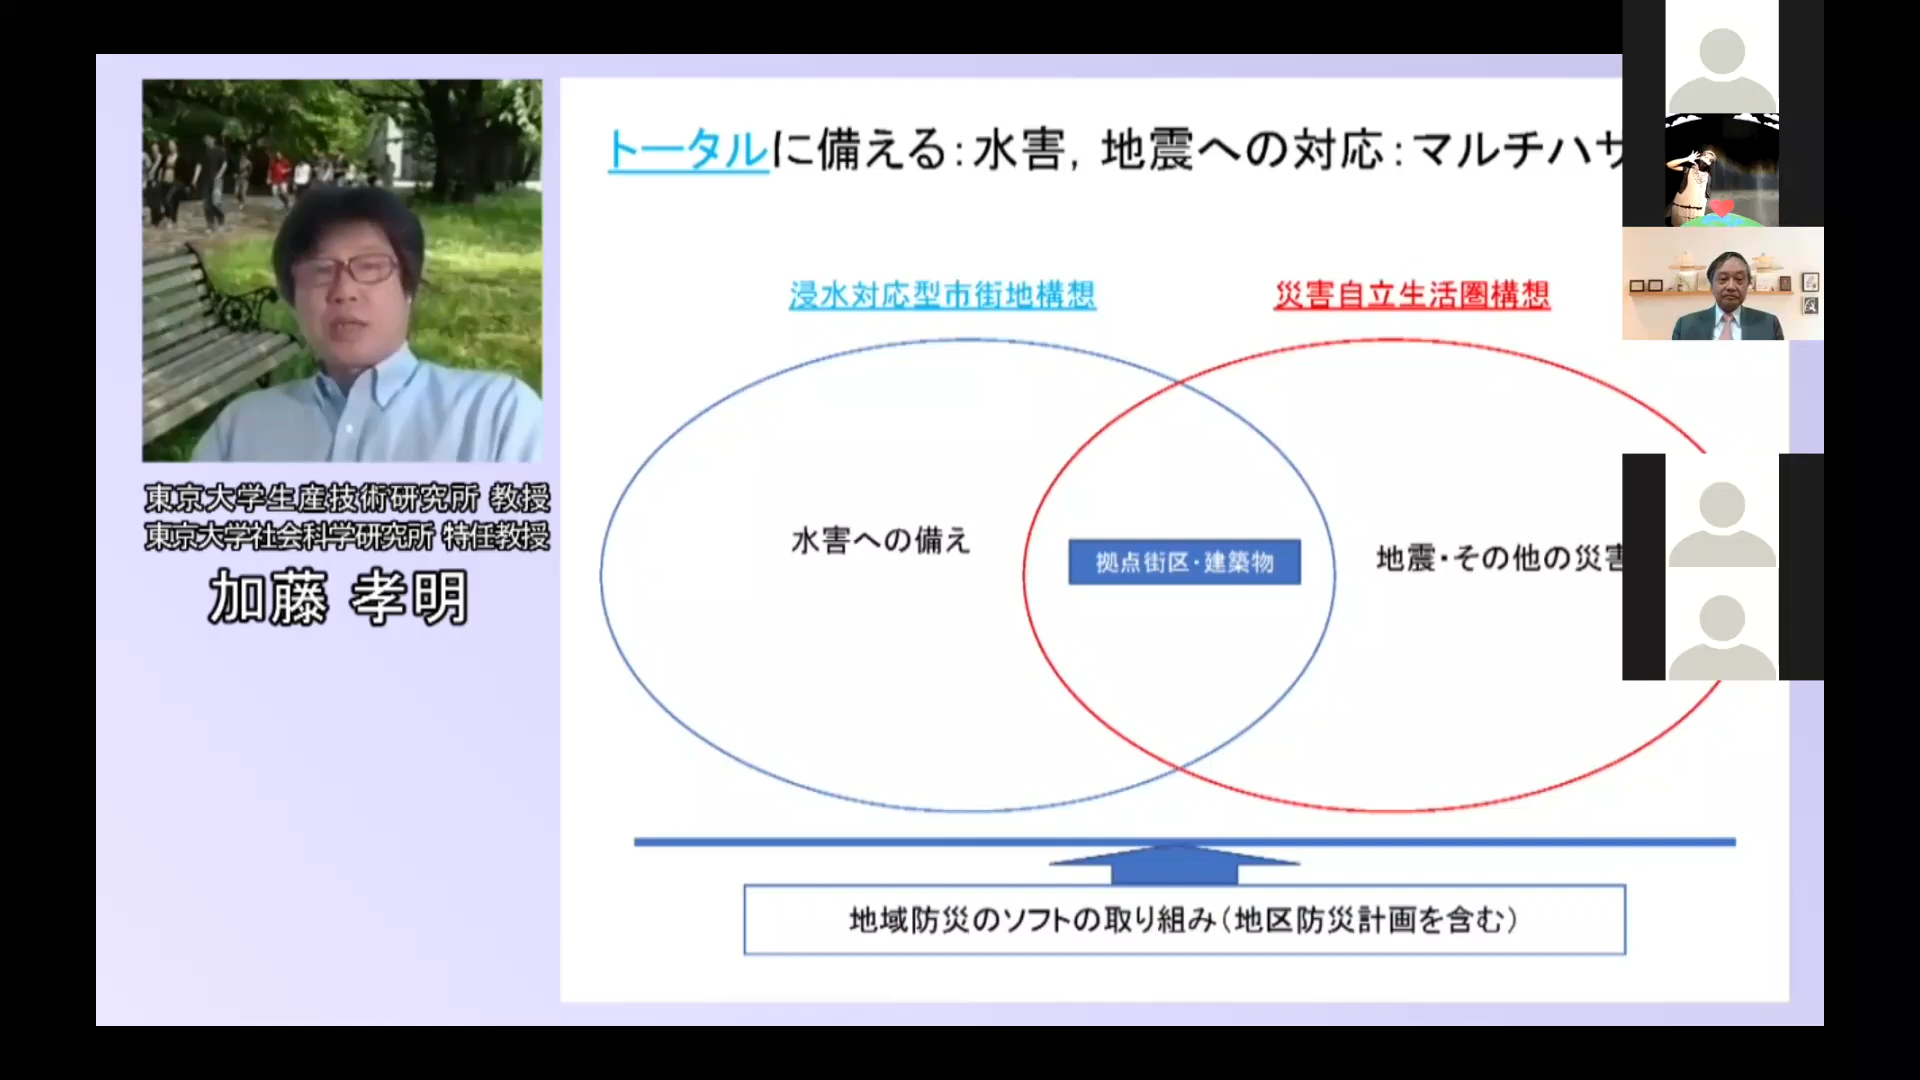 トータルに備える:水害,地震への対応:マルチハザ
浸水対応型市街地構想
災害自立生活圏構想
水害への備え
拠点街区・建築物
地震・その他の災害
地域防災のソフトの取り組み(地区防災計画を含む)
東京大学生産技術研究所 教授
東京大学社会科学研究所 特任教授
加藤 孝明